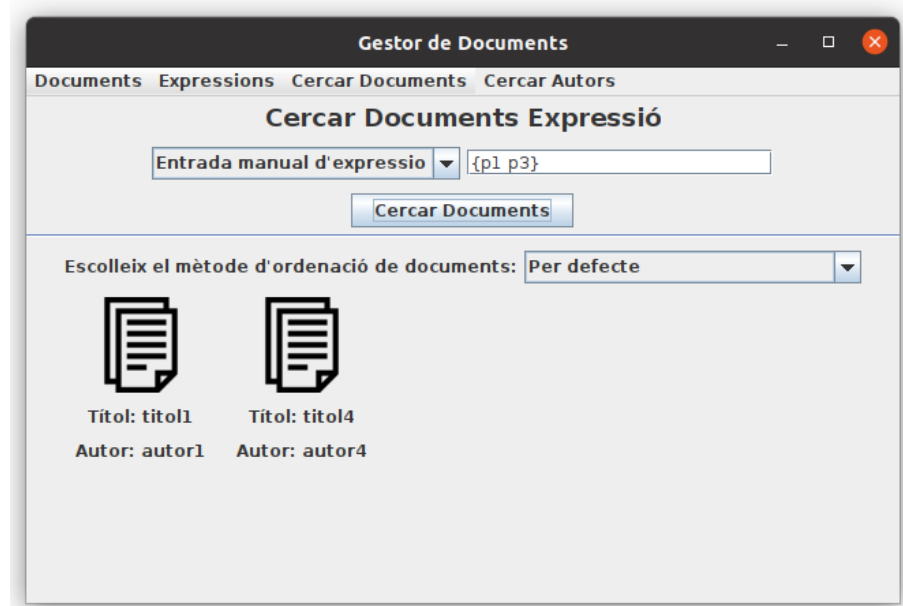 Gestor de Documents
Documents Expressions Cercar Documents Cercar Autors
Cercar Documents Expressió
Entrada manual d'expressio {p1 p3}
Cercar Documents
Escolleix el mètode d'ordenació de documents: Per defecte
Títol: titol1 Títol: titol4
Autor: autor1 Autor: autor4